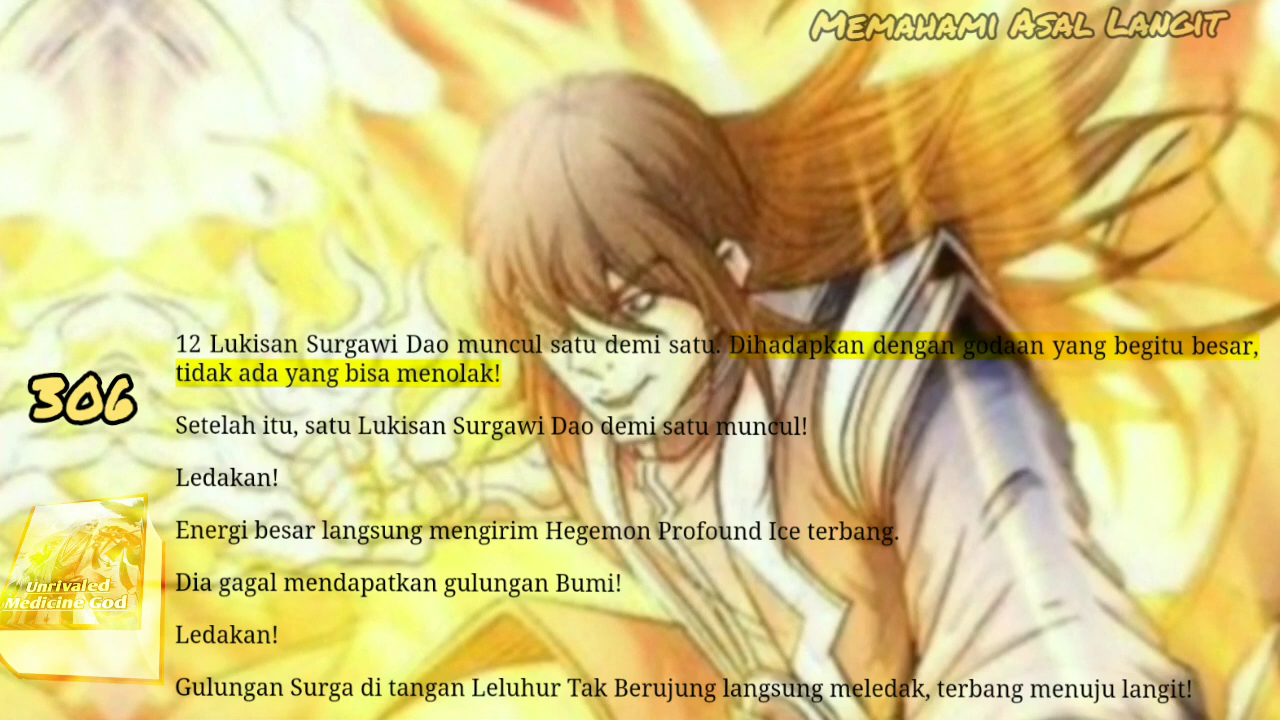 Memahami Asal Langit
12 Lukisan Surgawi Dao muncul satu demi satu. Dihadapkan dengan godaan yang begitu besar,
tidak ada yang bisa menolak!
306
Setelah itu, satu Lukisan Surgawi Dao demi satu muncul!
Ledakan!
Energi besar langsung mengirim Hegemon Profound Ice terbang.
Dia gagal mendapatkan gulungan Bumi!
Unrivaled
Medicine God
Ledakan!
Gulungan Surga di tangan Leluhur Tak Berujung langsung meledak, terbang menuju langit!